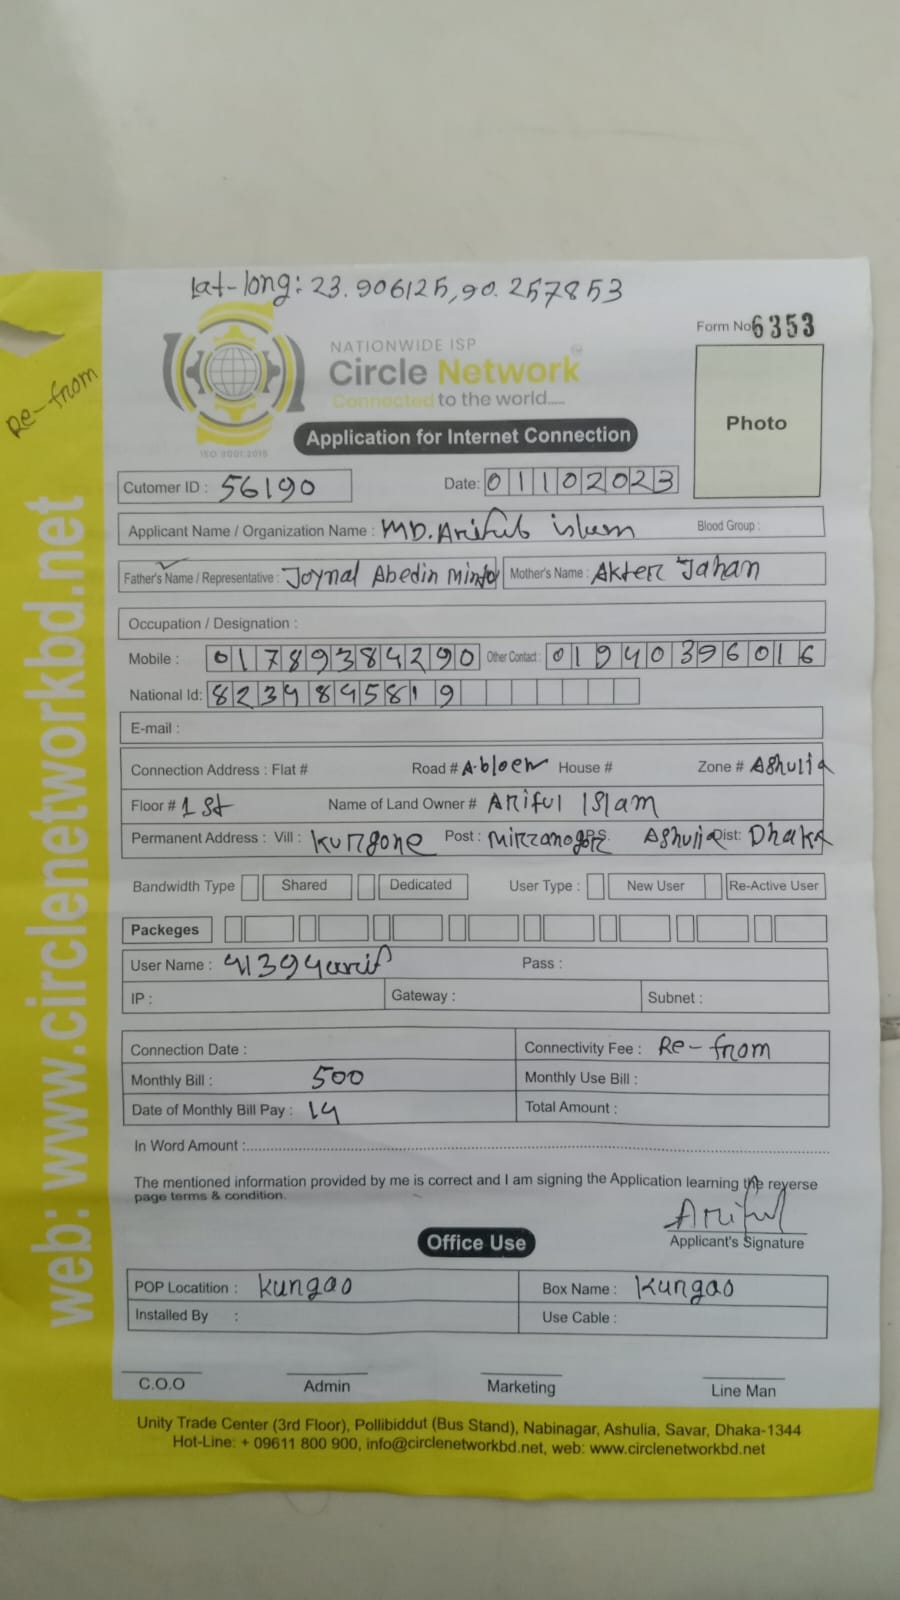 Lat-long: 23.906125, 90.257853
Form No 6353
NATIONWIDE ISP
Circle Network
Connected to the world.....
ISO 9001:2015
Re-from
Photo
Application for Internet Connection
Cutomer ID : 56190 Date: 01102023
Applicant Name / Organization Name : MD. Ariful islam Blood Group :
Father's Name / Representative : Joynal Abedin Mintoy Mother's Name : Akter Jahan
Occupation / Designation :
Mobile : 01789384290 Other Contact : 01940396016
National Id: 8234845819
E-mail :
Connection Address : Flat # Road # A-bloem House # Zone # Ashulia
Floor # 1st Name of Land Owner # Ariful Islam
Permanent Address : Vill : Kurgone Post : Mirzanogor P.S. Ashulia Dist: Dhaka
Bandwidth Type Shared Dedicated User Type : New User Re-Active User
Packeges
User Name : 41394arif Pass :
IP : Gateway : Subnet :
Connection Date : Connectivity Fee : Re-from
Monthly Bill : 500 Monthly Use Bill :
Date of Monthly Bill Pay : 14 Total Amount :
In Word Amount :
The mentioned information provided by me is correct and I am signing the Application learning the reverse
page terms & condition.
Ariful
Applicant's Signature
Office Use
POP Locatition : Kungao Box Name : Kungao
Installed By : Use Cable :
C.O.O Admin Marketing Line Man
Unity Trade Center (3rd Floor), Pollibiddut (Bus Stand), Nabinagar, Ashulia, Savar, Dhaka-1344
Hot-Line: + 09611 800 900, info@circlenetworkbd.net, web: www.circlenetworkbd.net
web: www.circlenetworkbd.net